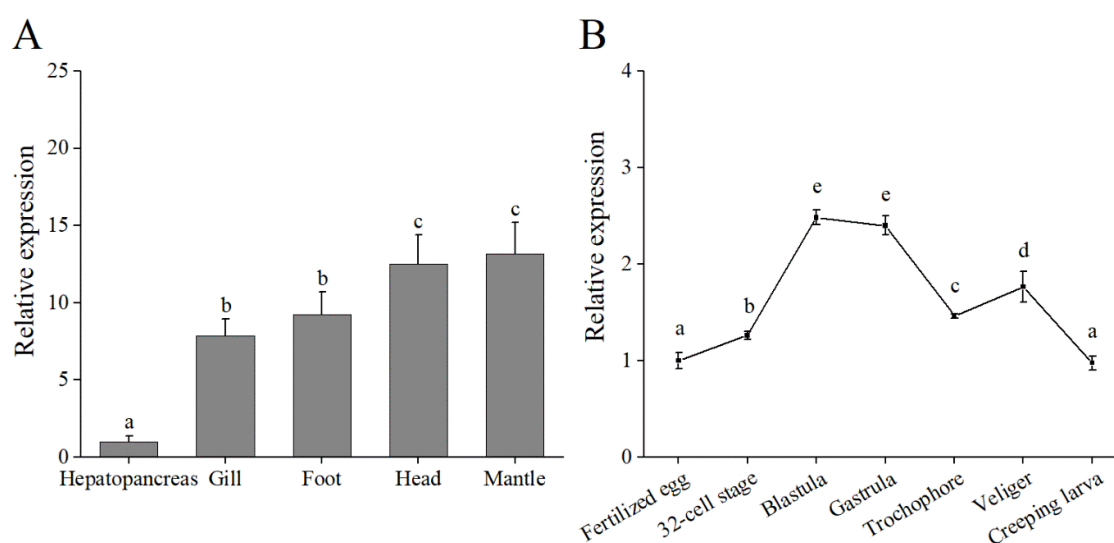 A
Relative expression
25
20
15
10
5
0
a
b
b
c
c
Hepatopancreas
Gill
Foot
Head
Mantle
B
Relative expression
4
3
2
1
0
a
b
e
e
c
d
a
Fertilized egg
32-cell stage
Blastula
Gastrula
Trochophore
Veliger
Creeping larva